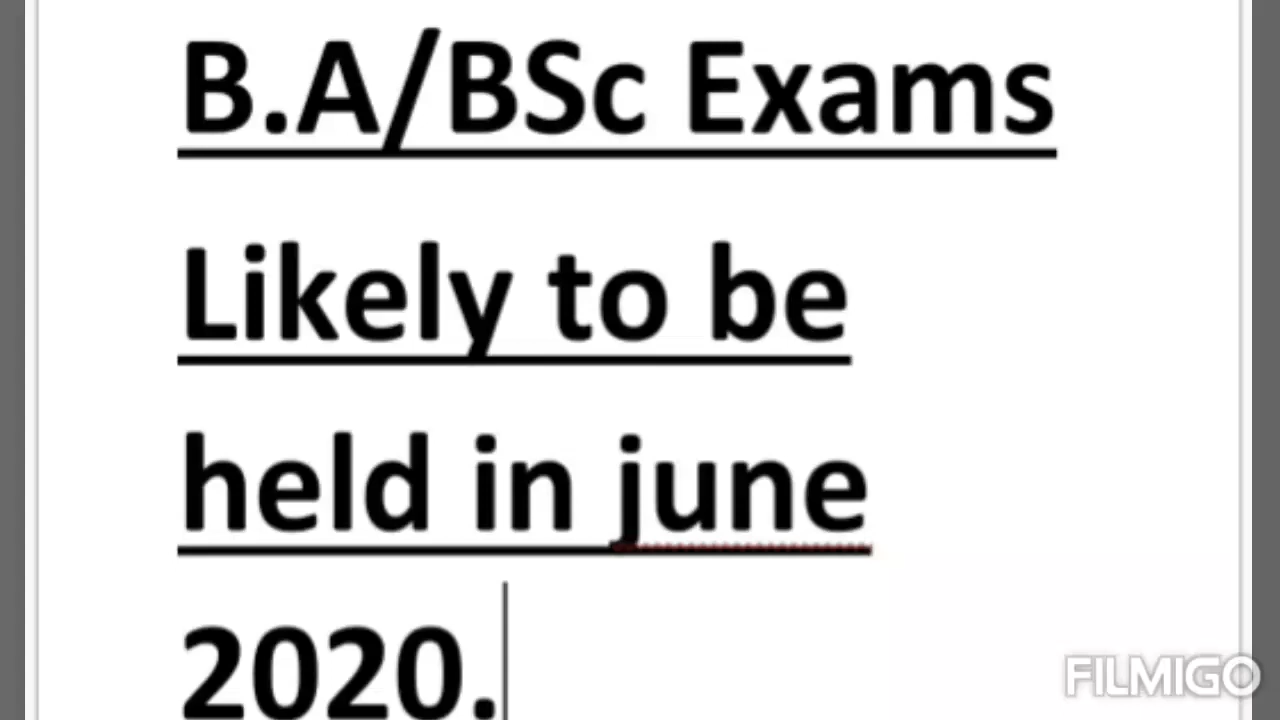 B.A/BSc Exams
Likely to be
held in june
2020.
FILMIGO